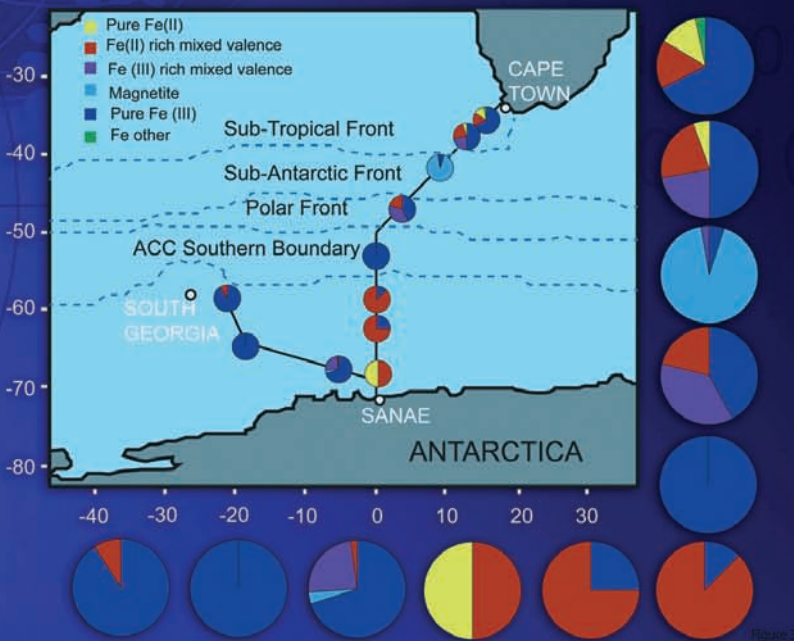 Pure Fe(II)
Fe(II) rich mixed valence
Fe (III) rich mixed valence
Magnetite
Pure Fe (III)
Fe other
CAPE
TOWN
Sub-Tropical Front
Sub-Antarctic Front
Polar Front
ACC Southern Boundary
SOUTH
GEORGIA
SANAE
ANTARCTICA
-30
-40
-50
-60
-70
-80
-40
-30
-20
-10
0
10
20
30